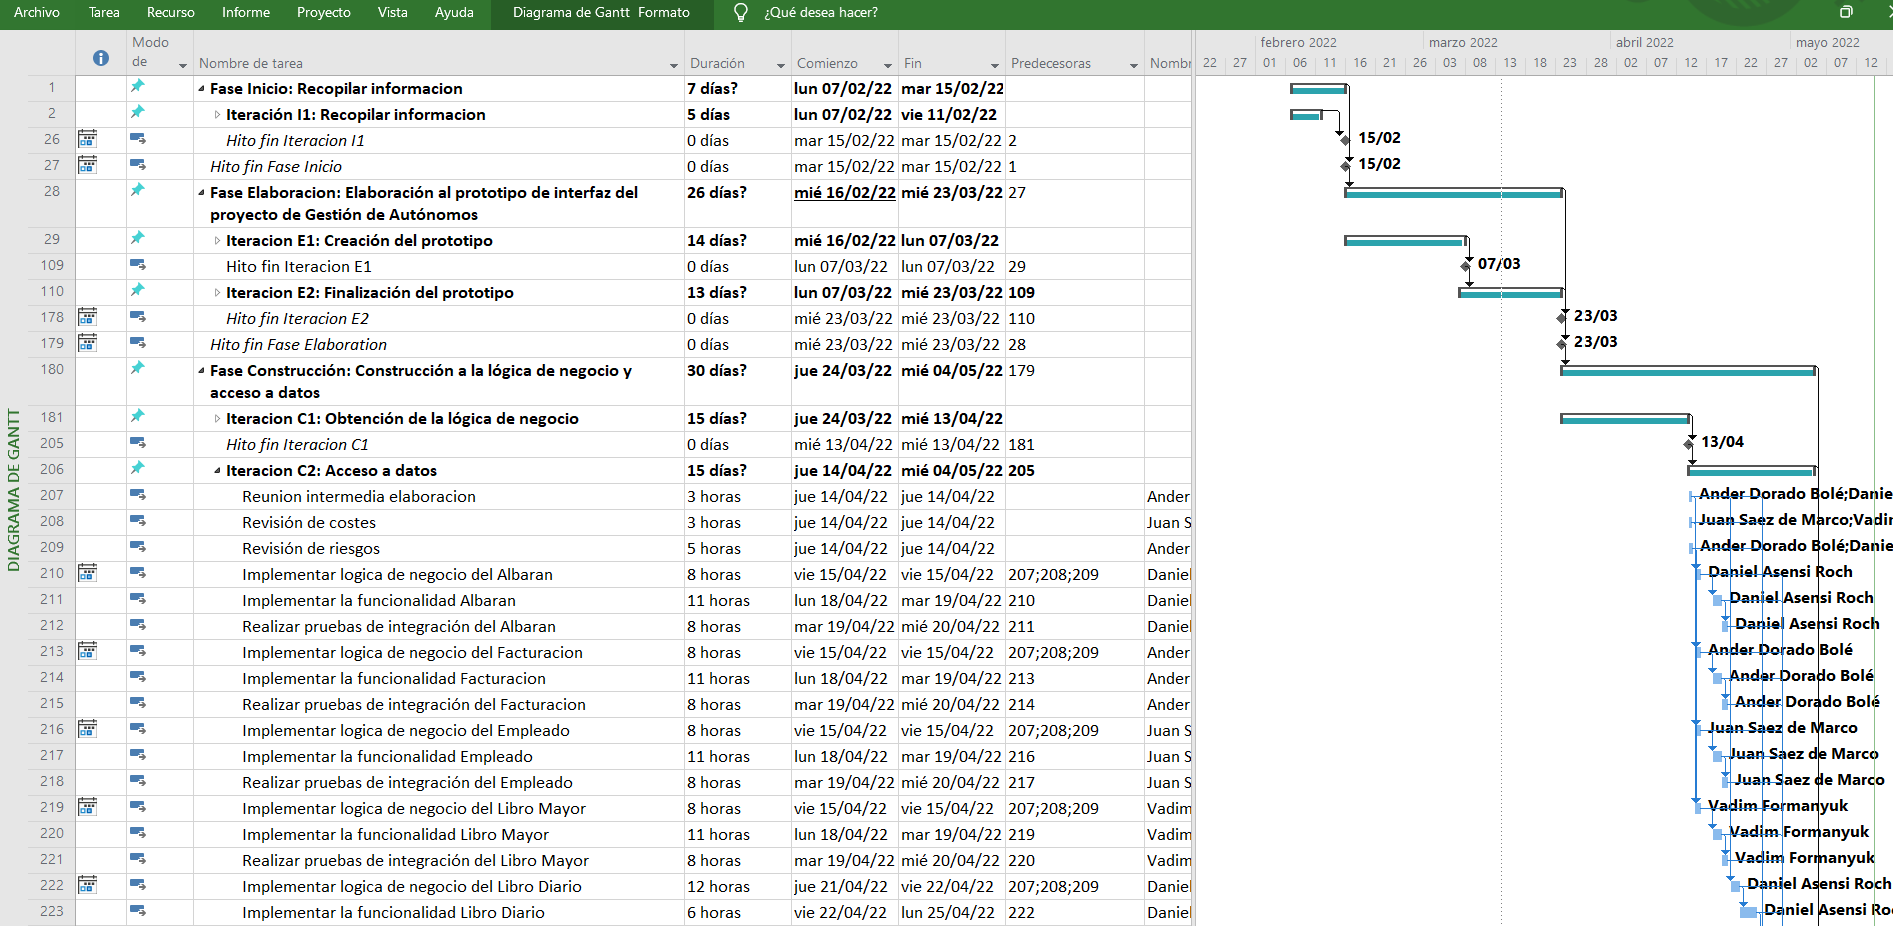 Archivo Tarea Recurso Informe Proyecto Vista Ayuda Diagrama de Gantt Formato ¿Qué desea hacer?
Modo de Nombre de tarea Duración Comienzo Fin Predecesoras Nombr
febrero 2022 marzo 2022 abril 2022 mayo 2022
22 27 01 06 11 16 21 26 03 08 13 18 23 28 02 07 12 17 22 27 02 07 12
DIAGRAMA DE GANTT
1 Fase Inicio: Recopilar informacion 7 días? lun 07/02/22 mar 15/02/22
2 Iteración I1: Recopilar informacion 5 días lun 07/02/22 vie 11/02/22
26 Hito fin Iteracion I1 0 días mar 15/02/22 mar 15/02/22 2 15/02
27 Hito fin Fase Inicio 0 días mar 15/02/22 mar 15/02/22 1 15/02
28 Fase Elaboracion: Elaboración al prototipo de interfaz del 26 días? mié 16/02/22 mié 23/03/22 27
proyecto de Gestión de Autónomos
29 Iteracion E1: Creación del prototipo 14 días? mié 16/02/22 lun 07/03/22
109 Hito fin Iteracion E1 0 días lun 07/03/22 lun 07/03/22 29 07/03
110 Iteracion E2: Finalización del prototipo 13 días? lun 07/03/22 mié 23/03/22 109
178 Hito fin Iteracion E2 0 días mié 23/03/22 mié 23/03/22 110 23/03
179 Hito fin Fase Elaboration 0 días mié 23/03/22 mié 23/03/22 28 23/03
180 Fase Construcción: Construcción a la lógica de negocio y 30 días? jue 24/03/22 mié 04/05/22 179
acceso a datos
181 Iteracion C1: Obtención de la lógica de negocio 15 días? jue 24/03/22 mié 13/04/22
205 Hito fin Iteracion C1 0 días mié 13/04/22 mié 13/04/22 181 13/04
206 Iteracion C2: Acceso a datos 15 días? jue 14/04/22 mié 04/05/22 205
207 Reunion intermedia elaboracion 3 horas jue 14/04/22 jue 14/04/22 Ander Ander Dorado Bolé;Danie
208 Revisión de costes 3 horas jue 14/04/22 jue 14/04/22 Juan S Juan Saez de Marco;Vadir
209 Revisión de riesgos 5 horas jue 14/04/22 jue 14/04/22 Ander Ander Dorado Bolé;Danie
210 Implementar logica de negocio del Albaran 8 horas vie 15/04/22 vie 15/04/22 207;208;209 Daniel Daniel Asensi Roch
211 Implementar la funcionalidad Albaran 11 horas lun 18/04/22 mar 19/04/22 210 Daniel Daniel Asensi Roch
212 Realizar pruebas de integración del Albaran 8 horas mar 19/04/22 mié 20/04/22 211 Daniel Daniel Asensi Roch
213 Implementar logica de negocio del Facturacion 8 horas vie 15/04/22 vie 15/04/22 207;208;209 Ander Ander Dorado Bolé
214 Implementar la funcionalidad Facturacion 11 horas lun 18/04/22 mar 19/04/22 213 Ander Ander Dorado Bolé
215 Realizar pruebas de integración del Facturacion 8 horas mar 19/04/22 mié 20/04/22 214 Ander Ander Dorado Bolé
216 Implementar logica de negocio del Empleado 8 horas vie 15/04/22 vie 15/04/22 207;208;209 Juan S Juan Saez de Marco
217 Implementar la funcionalidad Empleado 11 horas lun 18/04/22 mar 19/04/22 216 Juan S Juan Saez de Marco
218 Realizar pruebas de integración del Empleado 8 horas mar 19/04/22 mié 20/04/22 217 Juan S Juan Saez de Marco
219 Implementar logica de negocio del Libro Mayor 8 horas vie 15/04/22 vie 15/04/22 207;208;209 Vadim Vadim Formanyuk
220 Implementar la funcionalidad Libro Mayor 11 horas lun 18/04/22 mar 19/04/22 219 Vadim Vadim Formanyuk
221 Realizar pruebas de integración del Libro Mayor 8 horas mar 19/04/22 mié 20/04/22 220 Vadim Vadim Formanyuk
222 Implementar logica de negocio del Libro Diario 12 horas jue 21/04/22 vie 22/04/22 207;208;209 Daniel Daniel Asensi Roch
223 Implementar la funcionalidad Libro Diario 6 horas vie 22/04/22 lun 25/04/22 222 Daniel Daniel Asensi Ro